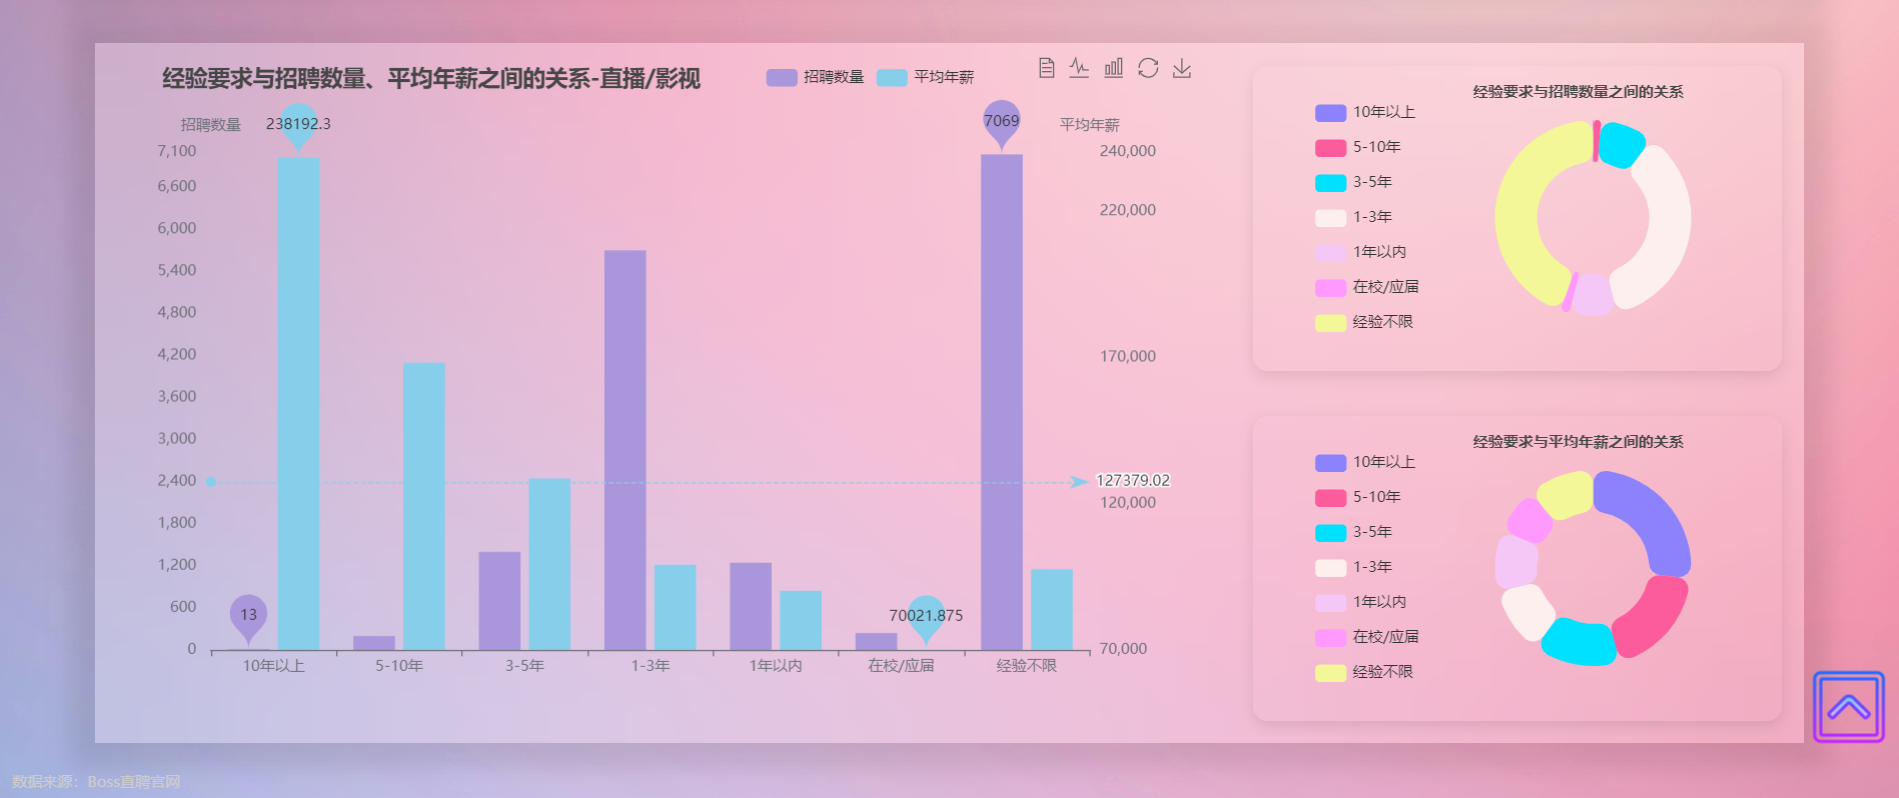 经验要求与招聘数量、平均年薪之间的关系-直播/影视
招聘数量 平均年薪
招聘数量
238192.3
7069
平均年薪
7,100
6,600
6,000
5,400
4,800
4,200
3,600
3,000
2,400
1,800
1,200
600
0
240,000
220,000
170,000
127379.02
120,000
70,000
13
70021.875
10年以上 5-10年 3-5年 1-3年 1年以内 在校/应届 经验不限
经验要求与招聘数量之间的关系
10年以上
5-10年
3-5年
1-3年
1年以内
在校/应届
经验不限
经验要求与平均年薪之间的关系
10年以上
5-10年
3-5年
1-3年
1年以内
在校/应届
经验不限
数据来源：Boss直聘官网